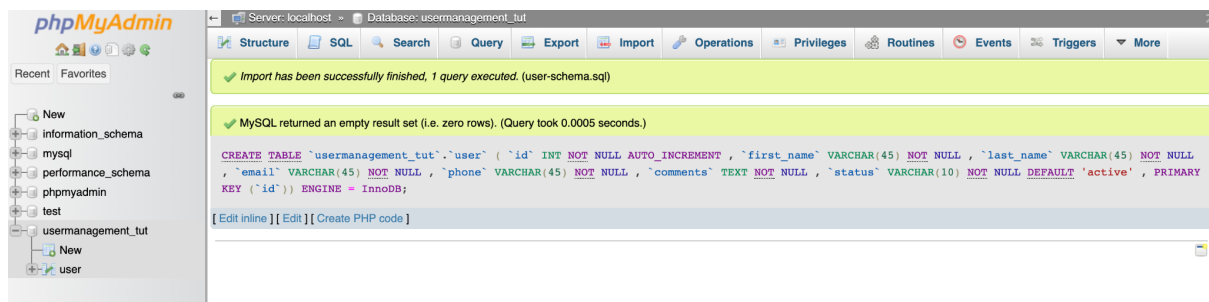 phpMyAdmin
Recent Favorites
New
information_schema
mysql
performance_schema
phpmyadmin
test
usermanagement_tut
New
user
Server: localhost » Database: usermanagement_tut
Structure SQL Search Query Export Import Operations Privileges Routines Events Triggers More
Import has been successfully finished, 1 query executed. (user-schema.sql)
MySQL returned an empty result set (i.e. zero rows). (Query took 0.0005 seconds.)
CREATE TABLE `usermanagement_tut`.`user` ( `id` INT NOT NULL AUTO_INCREMENT , `first_name` VARCHAR(45) NOT NULL , `last_name` VARCHAR(45) NOT NULL
, `email` VARCHAR(45) NOT NULL , `phone` VARCHAR(45) NOT NULL , `comments` TEXT NOT NULL , `status` VARCHAR(10) NOT NULL DEFAULT 'active' , PRIMARY
KEY (`id`)) ENGINE = InnoDB;
[ Edit inline ] [ Edit ] [ Create PHP code ]